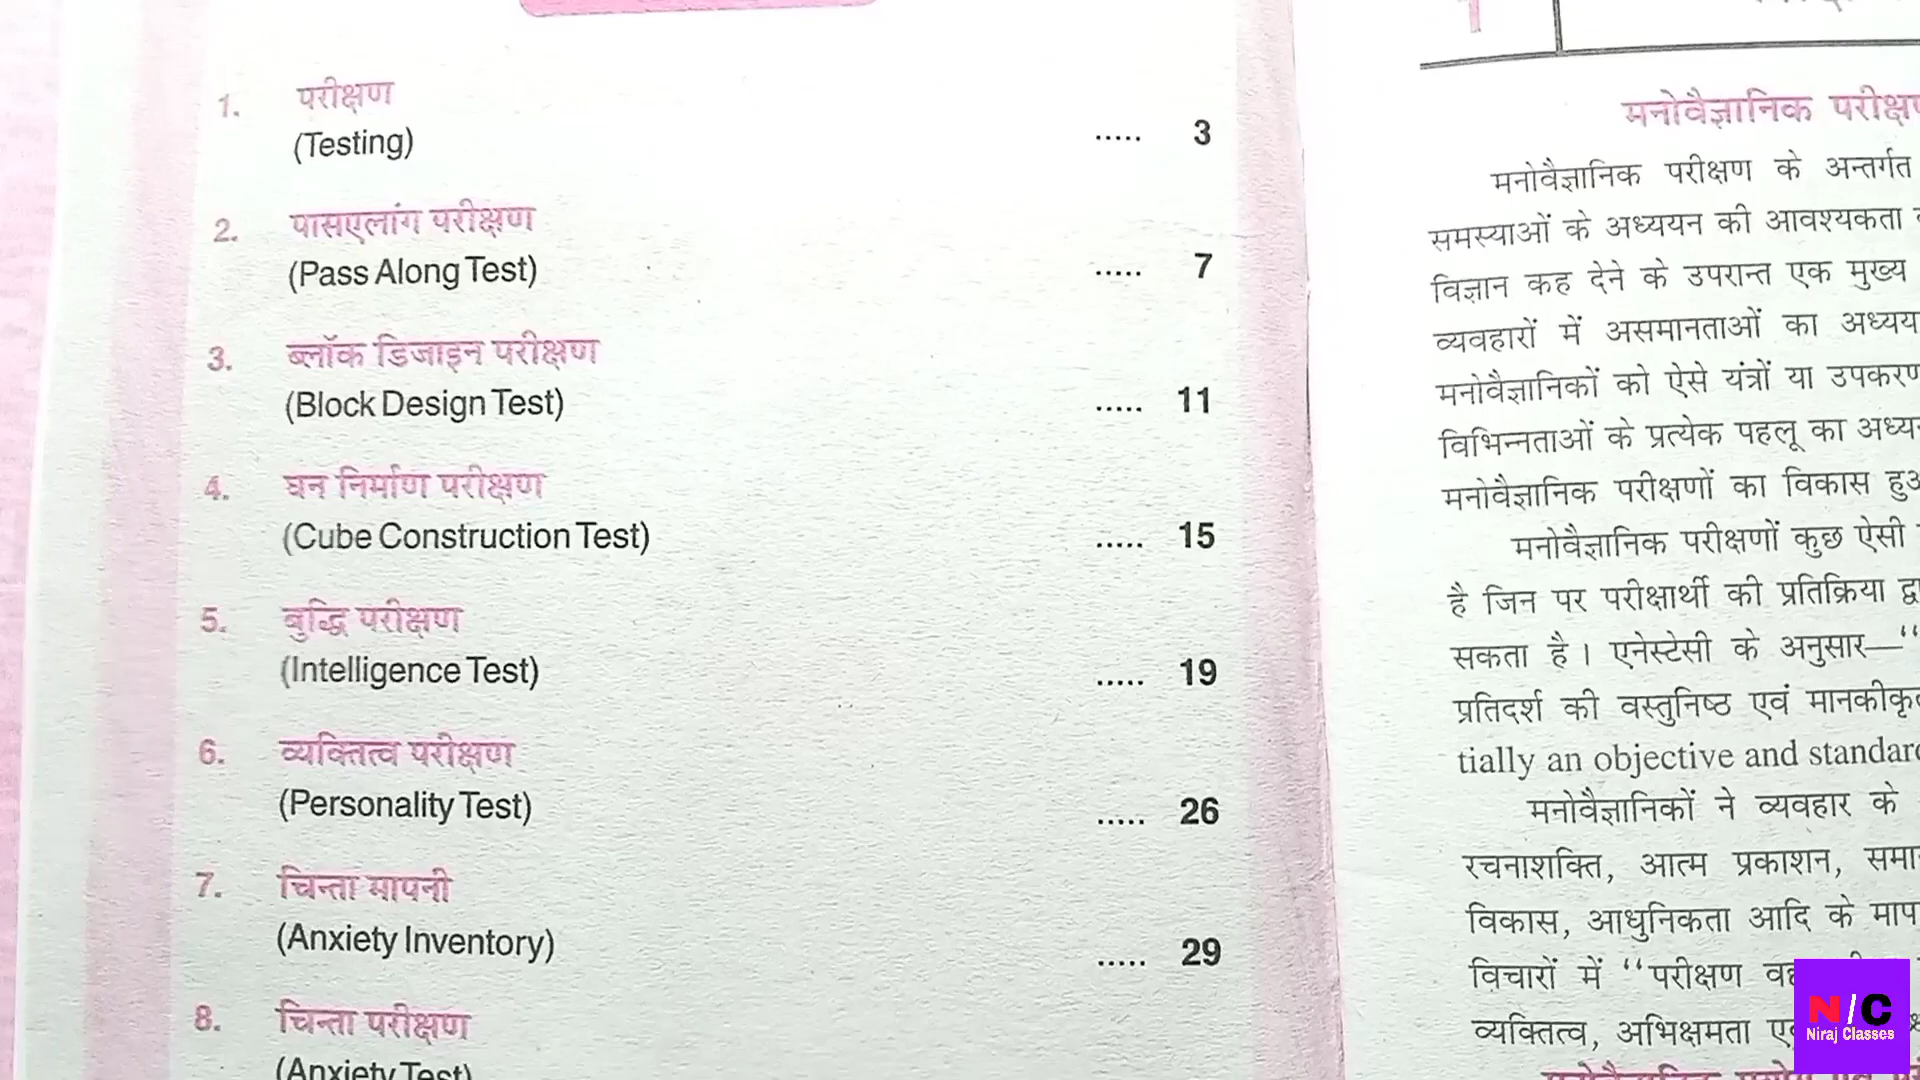 1. परीक्षण
(Testing) ..... 3
2. पासएलांग परीक्षण
(Pass Along Test) ..... 7
3. ब्लॉक डिजाइन परीक्षण
(Block Design Test) ..... 11
4. घन निर्माण परीक्षण
(Cube Construction Test) ..... 15
5. बुद्धि परीक्षण
(Intelligence Test) ..... 19
6. व्यक्तित्व परीक्षण
(Personality Test) ..... 26
7. चिन्ता मापनी
(Anxiety Inventory) ..... 29
8. चिन्ता परीक्षण
(Anxiety Test)
1
मनोवैज्ञानिक
मनोवैज्ञानिक परीक्षण के अन्तर्गत
समस्याओं के अध्ययन की आवश्यकता
विज्ञान कह देने के उपरान्त एक मुख्य
व्यवहारों में असमानताओं का
मनोवैज्ञानिकों को ऐसे यंत्रों या
विभिन्नताओं के प्रत्येक पहलू का
मनोवैज्ञानिक परीक्षणों का विकास
मनोवैज्ञानिक परीक्षणों कुछ ऐसी
है जिन पर परीक्षार्थी की प्रतिक्रिया
सकता है। एनेस्टेसी के अनुसार—“
प्रतिदर्श की वस्तुनिष्ठ एवं
tially an objective and
मनोवैज्ञानिकों ने व्यवहार के
रचनाशक्ति, आत्म प्रकाशन,
विकास, आधुनिकता आदि के
विचारों में “परीक्षण
व्यक्तित्व, अभिक्षमता
N/C
Niraj Classes